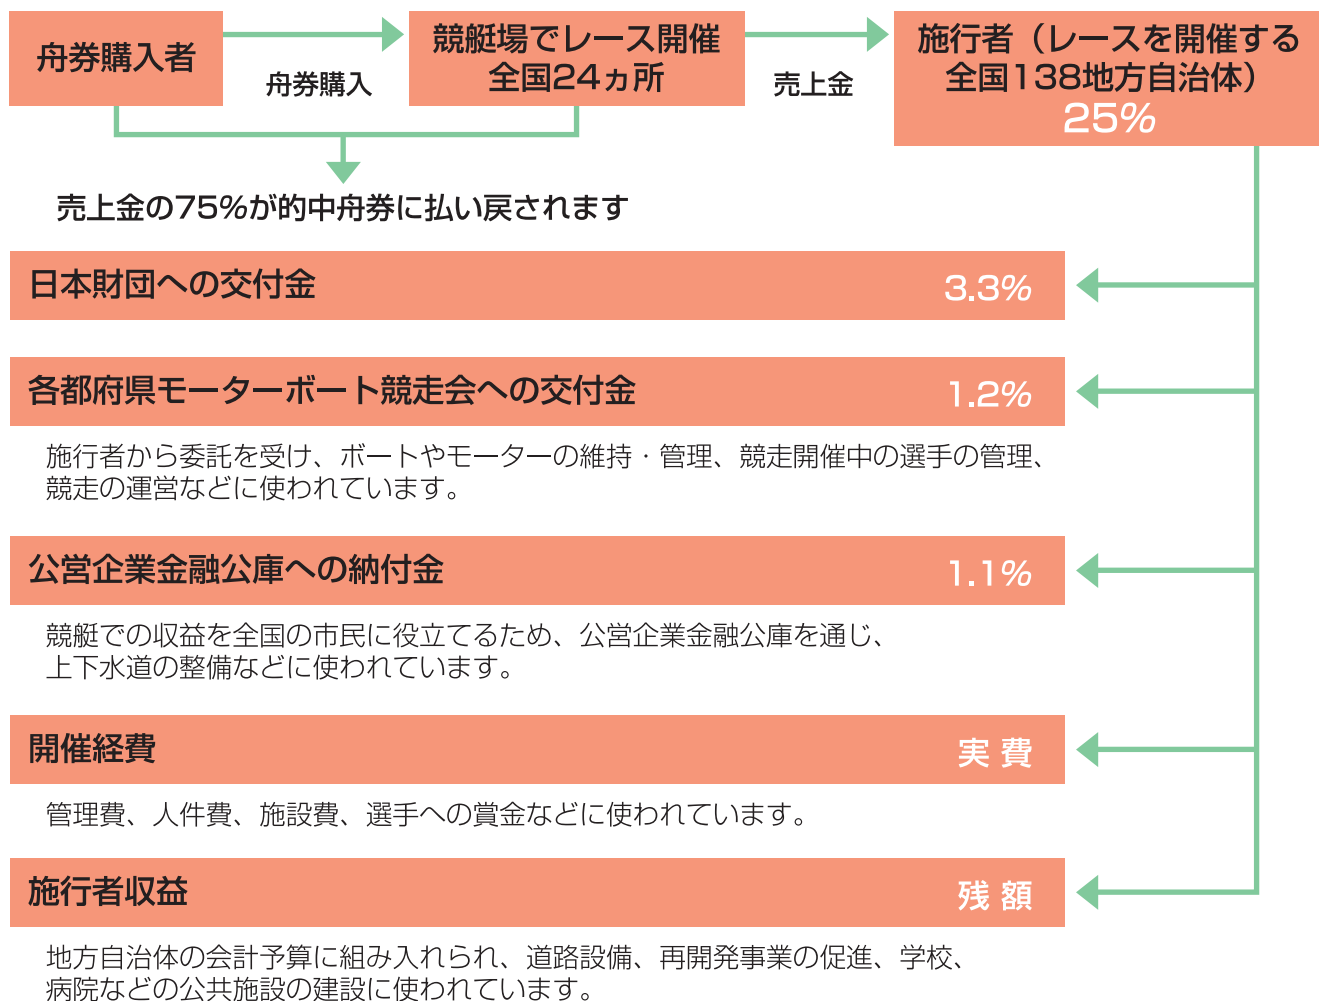 舟券購入者
舟券購入
競艇場でレース開催
全国24ヵ所
売上金
施行者（レースを開催する
全国138地方自治体）
25%
売上金の75%が的中舟券に払い戻されます
日本財団への交付金 3.3%
各都府県モーターボート競走会への交付金 1.2%
施行者から委託を受け、ボートやモーターの維持・管理、競走開催中の選手の管理、
競走の運営などに使われています。
公営企業金融公庫への納付金 1.1%
競艇での収益を全国の市民に役立てるため、公営企業金融公庫を通じ、
上下水道の整備などに使われています。
開催経費 実費
管理費、人件費、施設費、選手への賞金などに使われています。
施行者収益 残額
地方自治体の会計予算に組み入れられ、道路設備、再開発事業の促進、学校、
病院などの公共施設の建設に使われています。